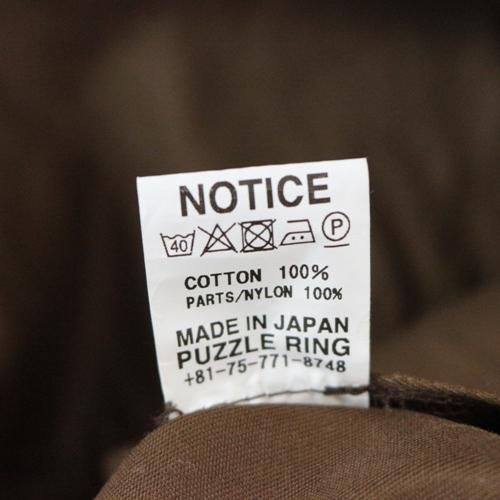 NOTICE
40 P
COTTON 100%
PARTS/NYLON 100%
MADE IN JAPAN
PUZZLE RING
+81-75-771-8748